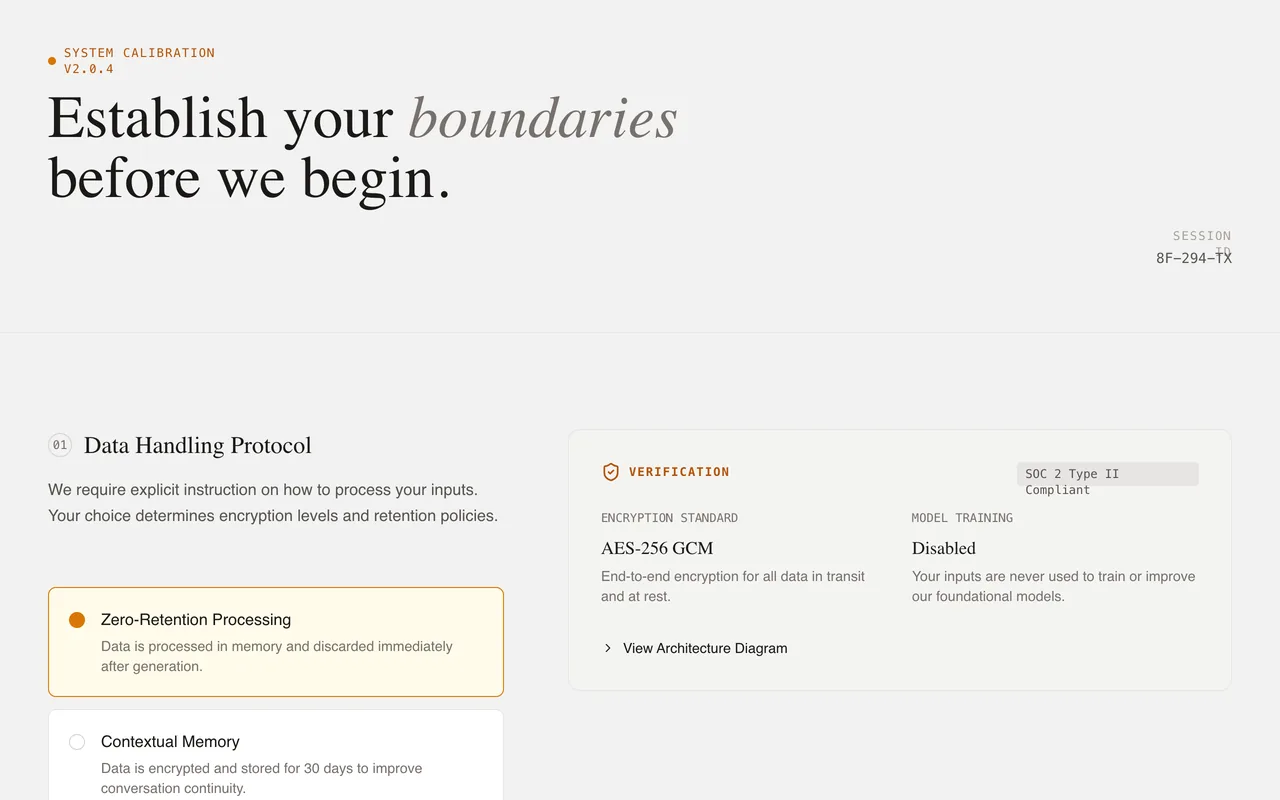 SYSTEM CALIBRATION
V2.0.4
Establish your boundaries
before we begin.
SESSION
ID
8F–294–TX
01 Data Handling Protocol
We require explicit instruction on how to process your inputs.
Your choice determines encryption levels and retention policies.
Zero-Retention Processing
Data is processed in memory and discarded immediately
after generation.
Contextual Memory
Data is encrypted and stored for 30 days to improve
conversation continuity.
VERIFICATION
SOC 2 Type II
Compliant
ENCRYPTION STANDARD
AES-256 GCM
End-to-end encryption for all data in transit
and at rest.
MODEL TRAINING
Disabled
Your inputs are never used to train or improve
our foundational models.
View Architecture Diagram